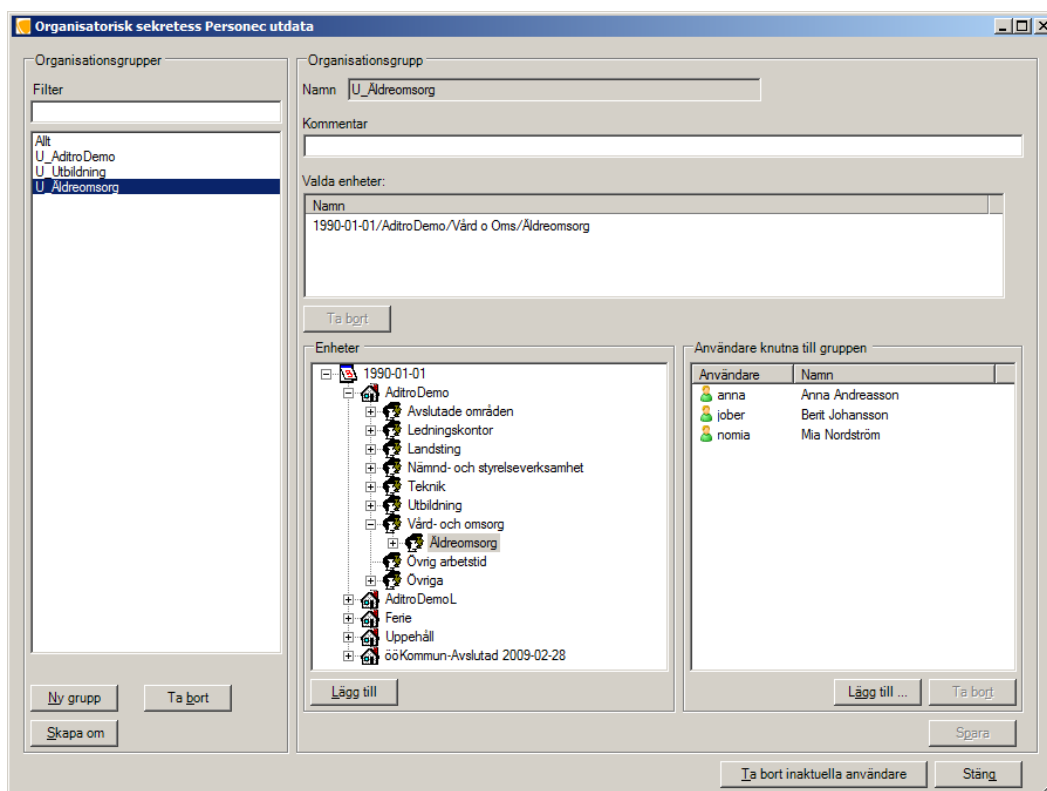 Organisatorisk sekretess Personec utdata
Organisationsgrupper
Filter
Allt
U_AditroDemo
U_Utbildning
U_Äldreomsorg
Ny grupp
Ta bort
Skapa om
Organisationsgrupp
Namn U_Äldreomsorg
Kommentar
Valda enheter:
Namn
1990-01-01/AditroDemo/Vård o Oms/Äldreomsorg
Ta bort
Enheter
1990-01-01
AditroDemo
Avslutade områden
Ledningskontor
Landsting
Nämnd- och styrelseverksamhet
Teknik
Utbildning
Vård- och omsorg
Äldreomsorg
Övrig arbetstid
Övriga
AditroDemoL
Ferie
Uppehåll
ööKommun-Avslutad 2009-02-28
Lägg till
Användare knutna till gruppen
Användare Namn
anna Anna Andreasson
jober Berit Johansson
nomia Mia Nordström
Lägg till ... Ta bort
Spara
Ta bort inaktuella användare Stäng